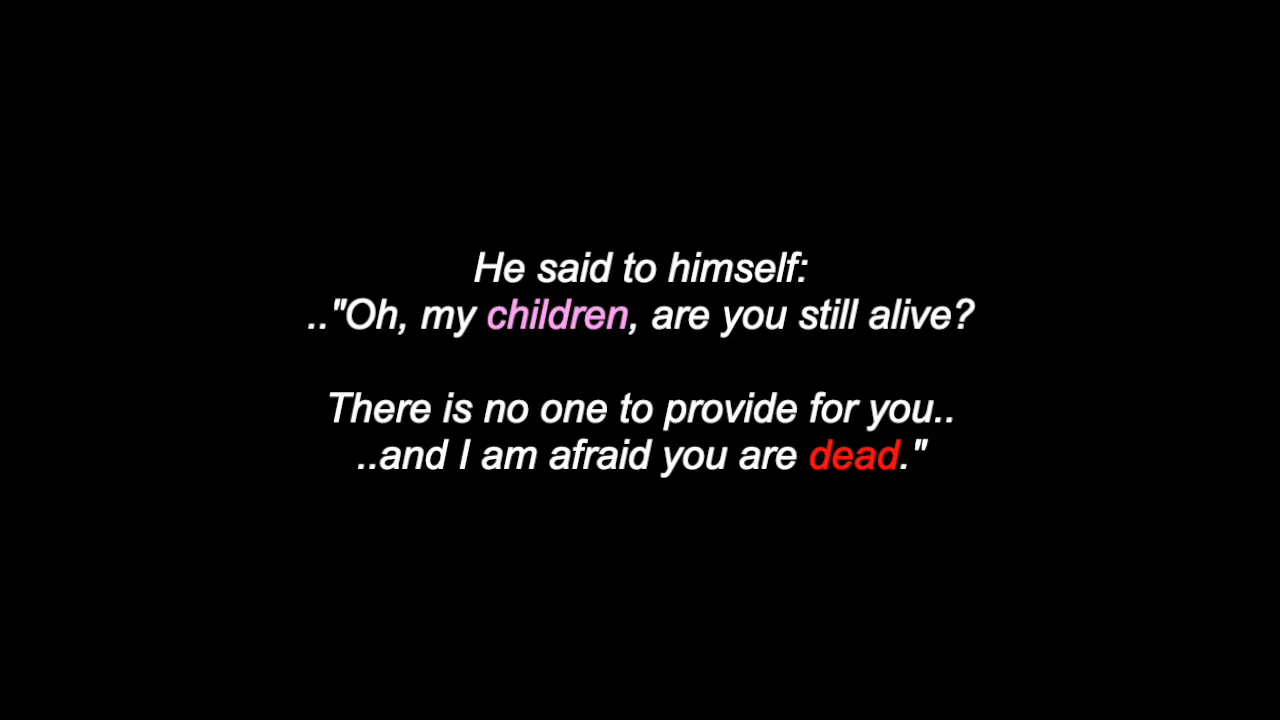 He said to himself:
.."Oh, my children, are you still alive?
There is no one to provide for you..
..and I am afraid you are dead."